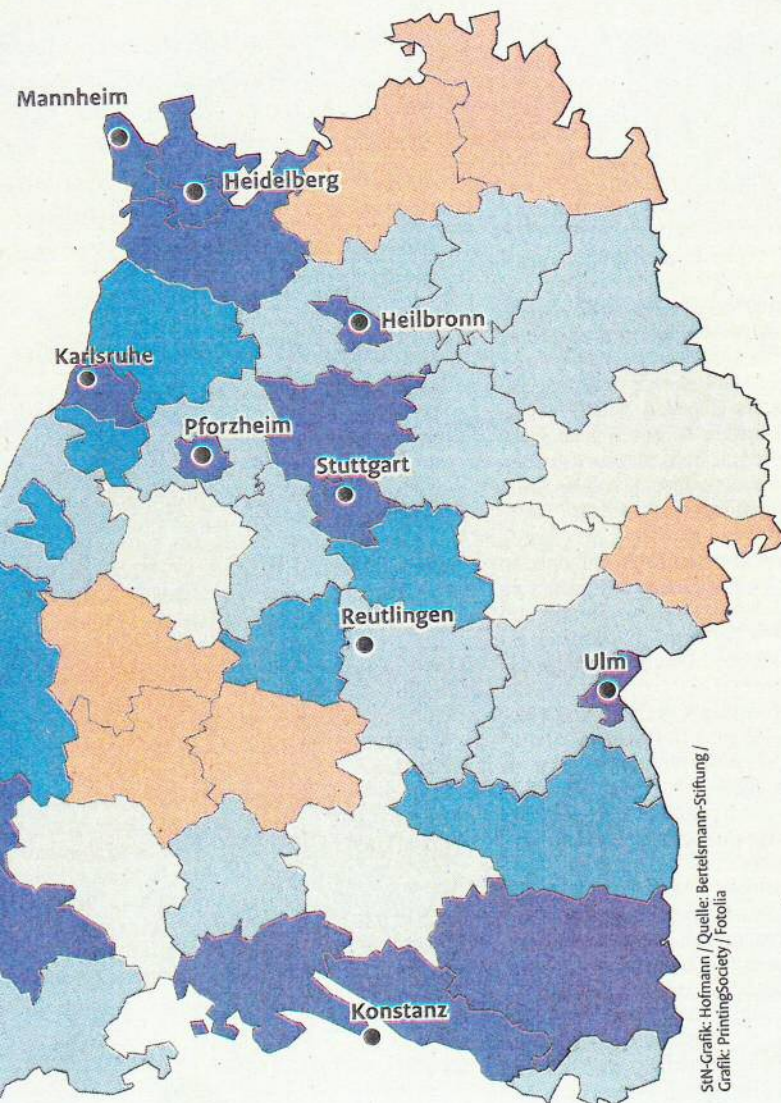 Mannheim
Heidelberg
Heilbronn
Karlsruhe
Pforzheim
Stuttgart
Reutlingen
Ulm
Konstanz
StN-Grafik: Hofmann / Quelle: Bertelsmann-Stiftung /
Grafik: PrintingSociety / Fotolia